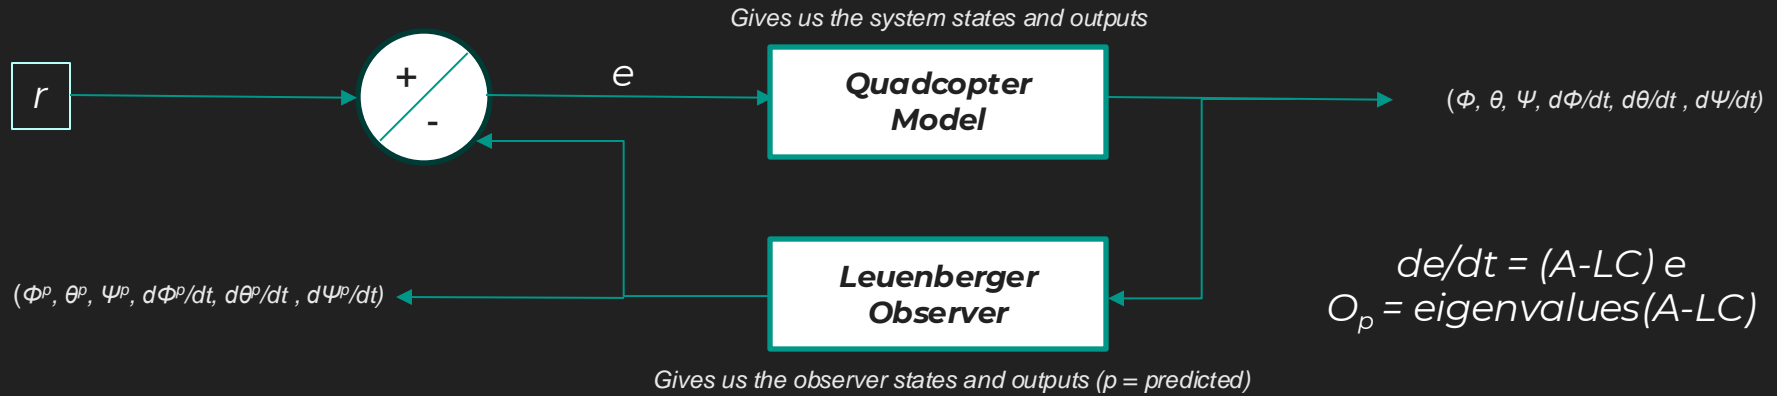 Gives us the system states and outputs
r
+
-
e
Quadcopter
Model
(Φ, θ, Ψ, dΦ/dt, dθ/dt , dΨ/dt)
(Φᵖ, θᵖ, Ψᵖ, dΦᵖ/dt, dθᵖ/dt , dΨᵖ/dt)
Leuenberger
Observer
de/dt = (A-LC) e
Oₚ = eigenvalues(A-LC)
Gives us the observer states and outputs (p = predicted)